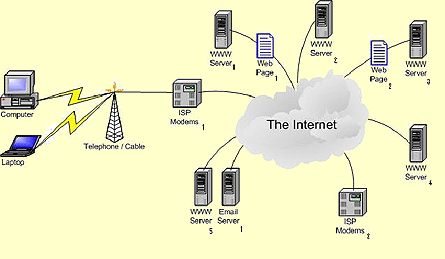 WWW
Server 1
Web
Page 1
WWW
Server 2
Web
Page 2
WWW
Server 3
Computer
Laptop
Telephone / Cable
ISP
Modems 1
The Internet
WWW
Server 4
WWW
Server 5
Email
Server 1
ISP
Modems 2